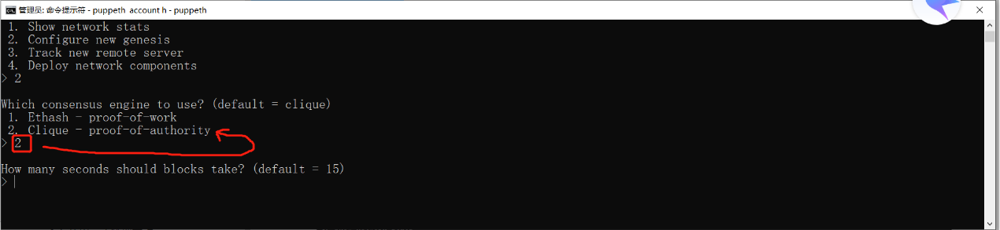 管理员: 命令提示符 - puppeth  account h - puppeth
1. Show network stats
2. Configure new genesis
3. Track new remote server
4. Deploy network components
> 2
Which consensus engine to use? (default = clique)
1. Ethash - proof-of-work
2. Clique - proof-of-authority
> 2
How many seconds should blocks take? (default = 15)
>